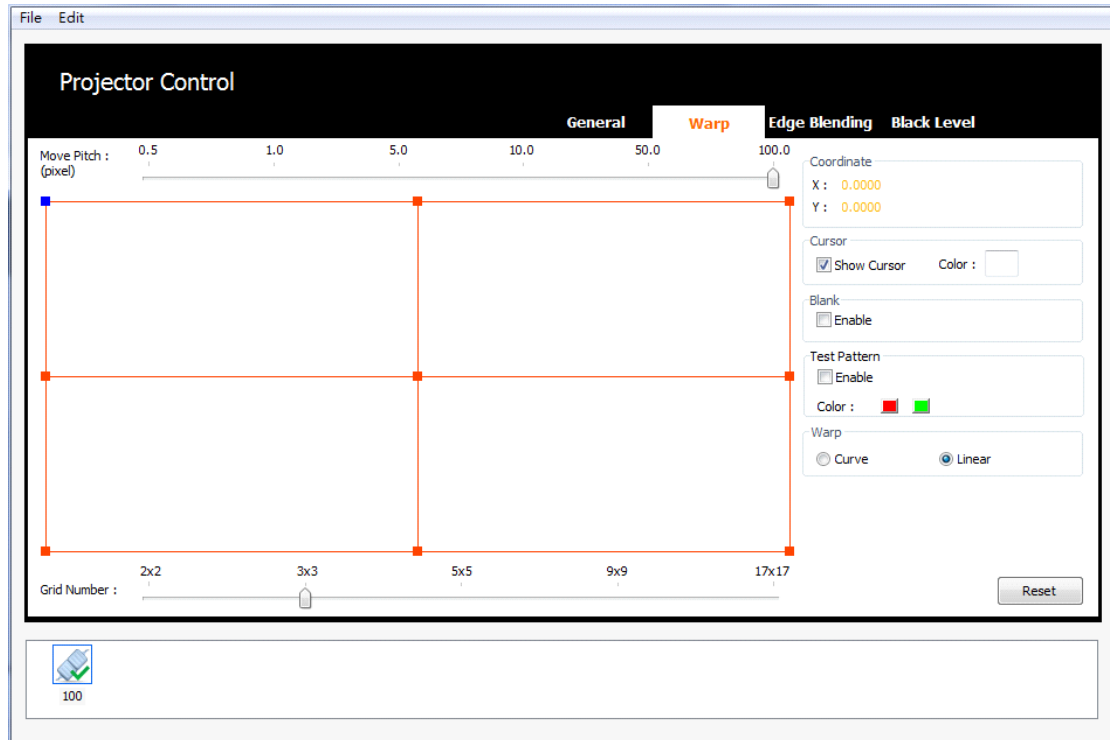 File Edit
Projector Control
General Warp Edge Blending Black Level
Move Pitch : 0.5 1.0 5.0 10.0 50.0 100.0
(pixel)
Coordinate
X : 0.0000
Y : 0.0000
Cursor
Show Cursor Color :
Blank
Enable
Test Pattern
Enable
Color :
Warp
Curve Linear
2x2 3x3 5x5 9x9 17x17
Grid Number :
Reset
100